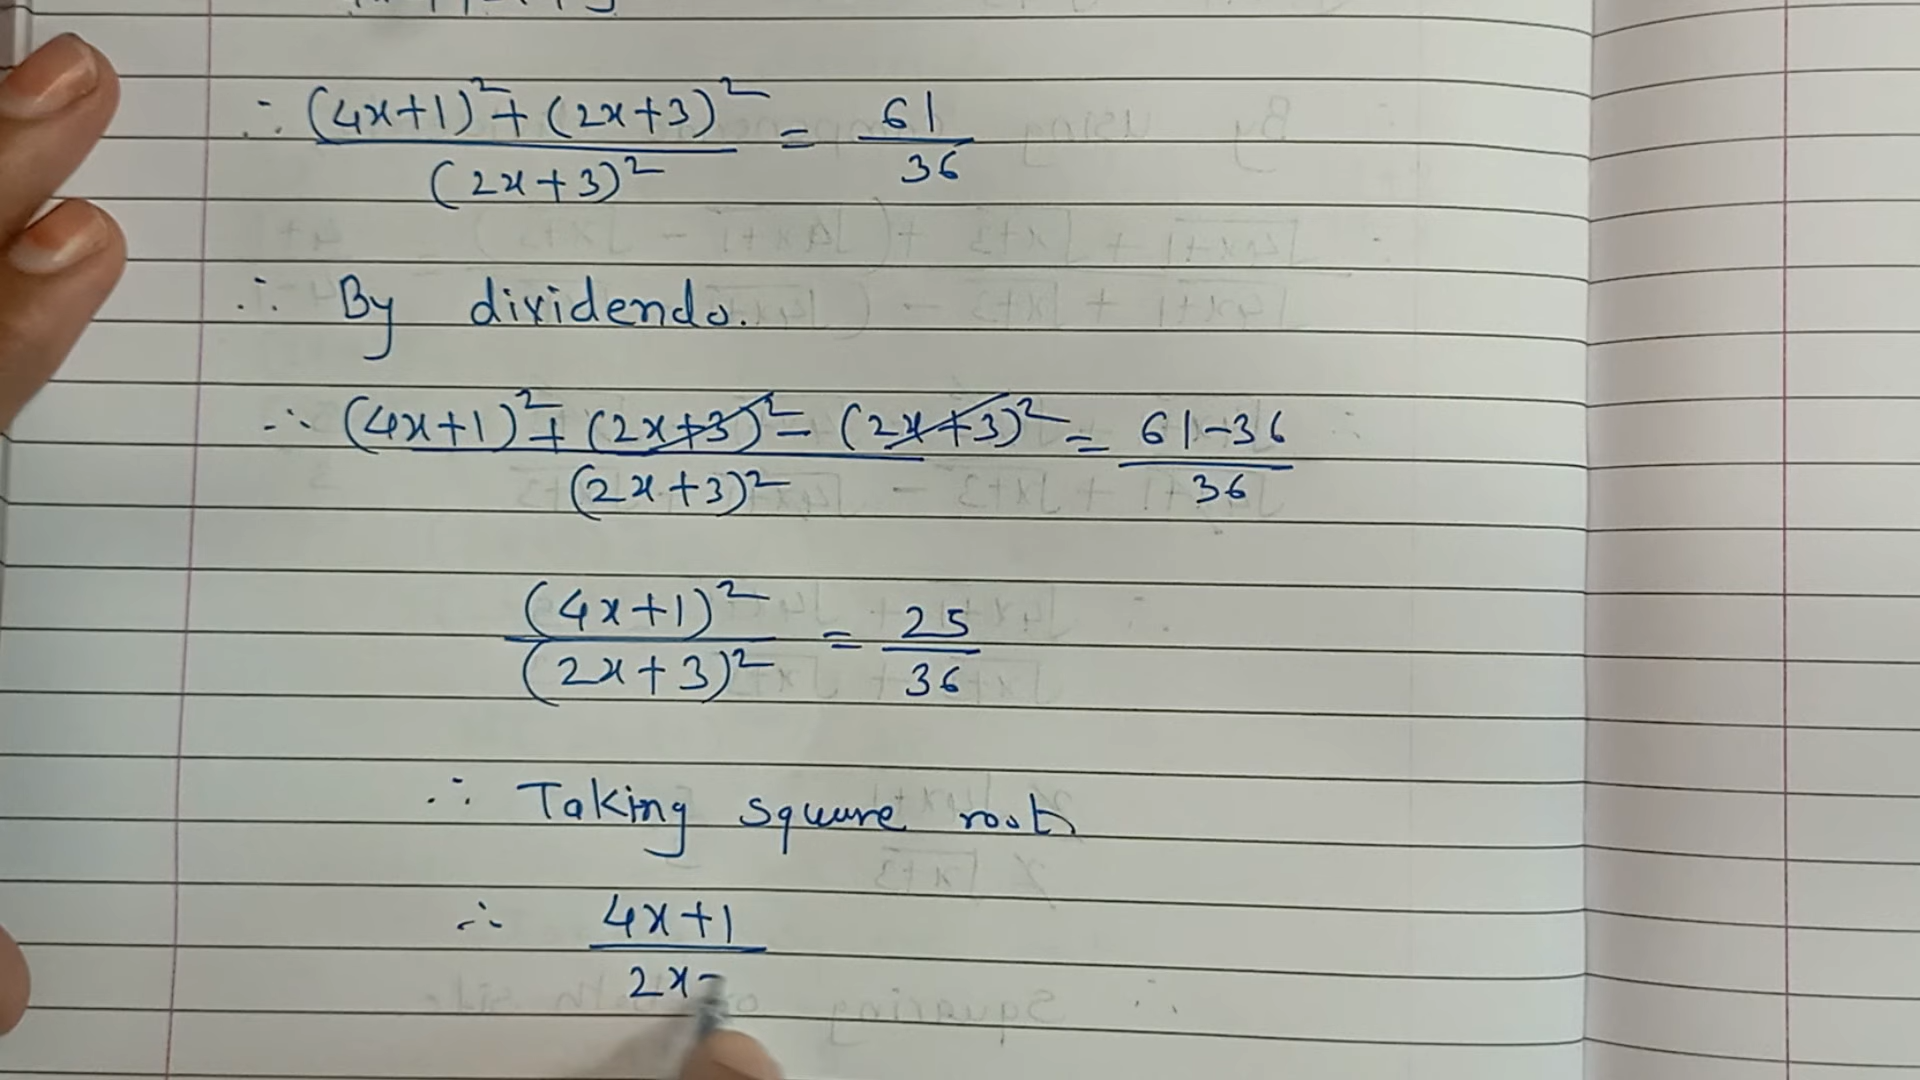 ∴ (4x+1)² + (2x+3)² / (2x+3)² = 61/36
∴ By dividendo.
∴ (4x+1)² + (2x+3)² - (2x+3)² / (2x+3)² = 61-36 / 36
(4x+1)² / (2x+3)² = 25/36
∴ Taking square root
∴ 4x+1 / 2x